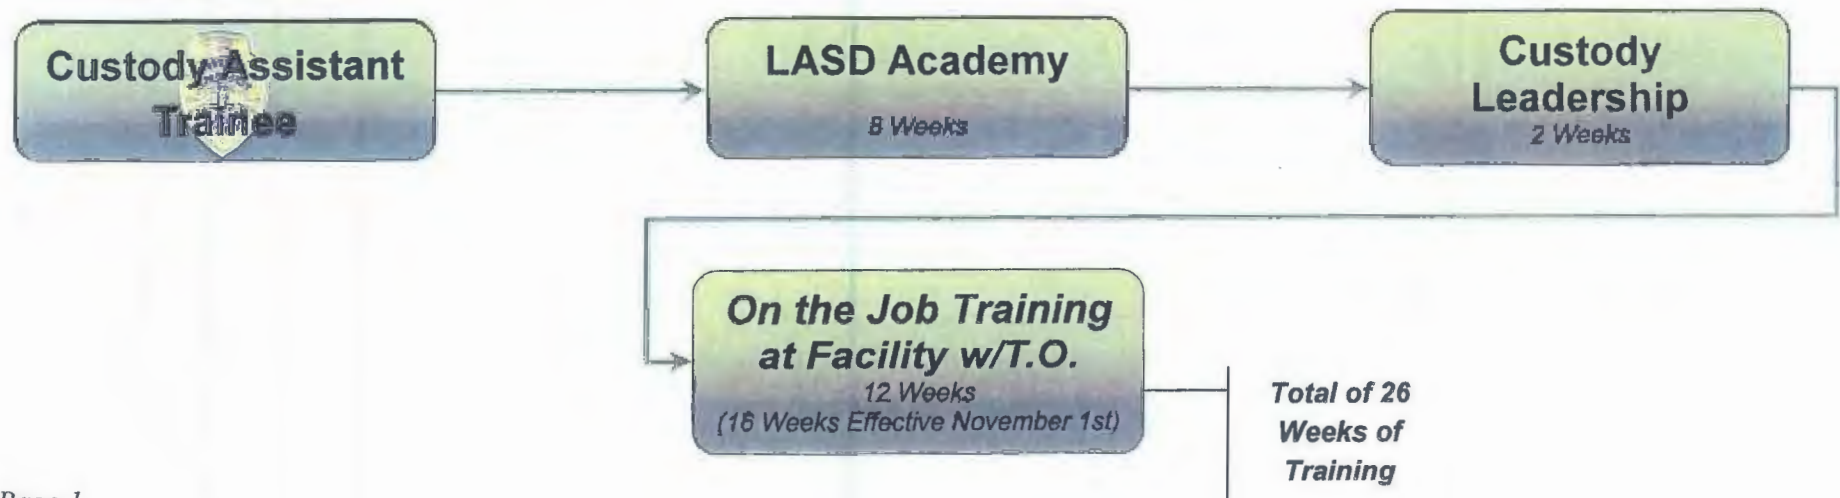 Custody Assistant
Trainee
LASD Academy
8 Weeks
Custody
Leadership
2 Weeks
On the Job Training
at Facility w/T.O.
12 Weeks
(16 Weeks Effective November 1st)
Total of 26
Weeks of
Training